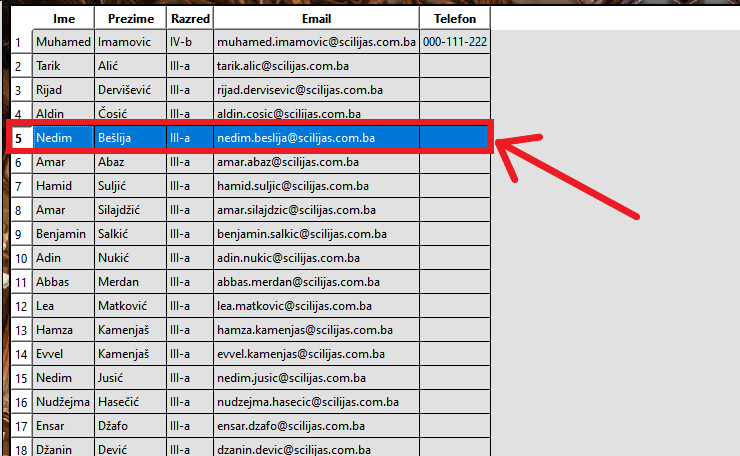 Ime Prezime Razred Email Telefon
1 Muhamed Imamovic IV-b muhamed.imamovic@scilijas.com.ba 000-111-222
2 Tarik Alić III-a tarik.alic@scilijas.com.ba
3 Rijad Dervišević III-a rijad.dervisevic@scilijas.com.ba
4 Aldin Čosić III-a aldin.cosic@scilijas.com.ba
5 Nedim Bešlija III-a nedim.beslija@scilijas.com.ba
6 Amar Abaz III-a amar.abaz@scilijas.com.ba
7 Hamid Suljić III-a hamid.suljic@scilijas.com.ba
8 Amar Silajdžić III-a amar.silajdzic@scilijas.com.ba
9 Benjamin Salkić III-a benjamin.salkic@scilijas.com.ba
10 Adin Nukić III-a adin.nukic@scilijas.com.ba
11 Abbas Merdan III-a abbas.merdan@scilijas.com.ba
12 Lea Matković III-a lea.matkovic@scilijas.com.ba
13 Hamza Kamenjaš III-a hamza.kamenjas@scilijas.com.ba
14 Evvel Kamenjaš III-a evvel.kamenjas@scilijas.com.ba
15 Nedim Jusić III-a nedim.jusic@scilijas.com.ba
16 Nudžejma Hasečić III-a nudzejma.hasecic@scilijas.com.ba
17 Ensar Džafo III-a ensar.dzafo@scilijas.com.ba
18 Džanin Dević III-a dzanin.devic@scilijas.com.ba